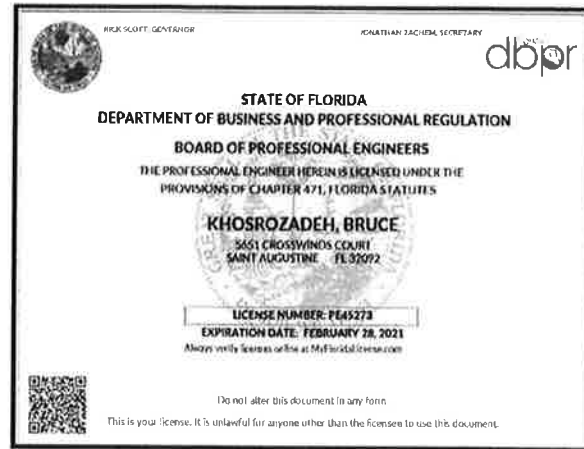 RICK SCOTT, GOVERNOR
JONATHAN ZACHEM, SECRETARY
dbpr
STATE OF FLORIDA
DEPARTMENT OF BUSINESS AND PROFESSIONAL REGULATION
BOARD OF PROFESSIONAL ENGINEERS
THE PROFESSIONAL ENGINEER HEREIN IS LICENSED UNDER THE
PROVISIONS OF CHAPTER 471, FLORIDA STATUTES
KHOSROZADEH, BRUCE
5651 CROSSWINDS COURT
SAINT AUGUSTINE FL 32092
LICENSE NUMBER: PE45273
EXPIRATION DATE: FEBRUARY 28, 2021
Always verify licenses online at MyFloridaLicense.com
Do not alter this document in any form.
This is your license. It is unlawful for anyone other than the licensee to use this document.